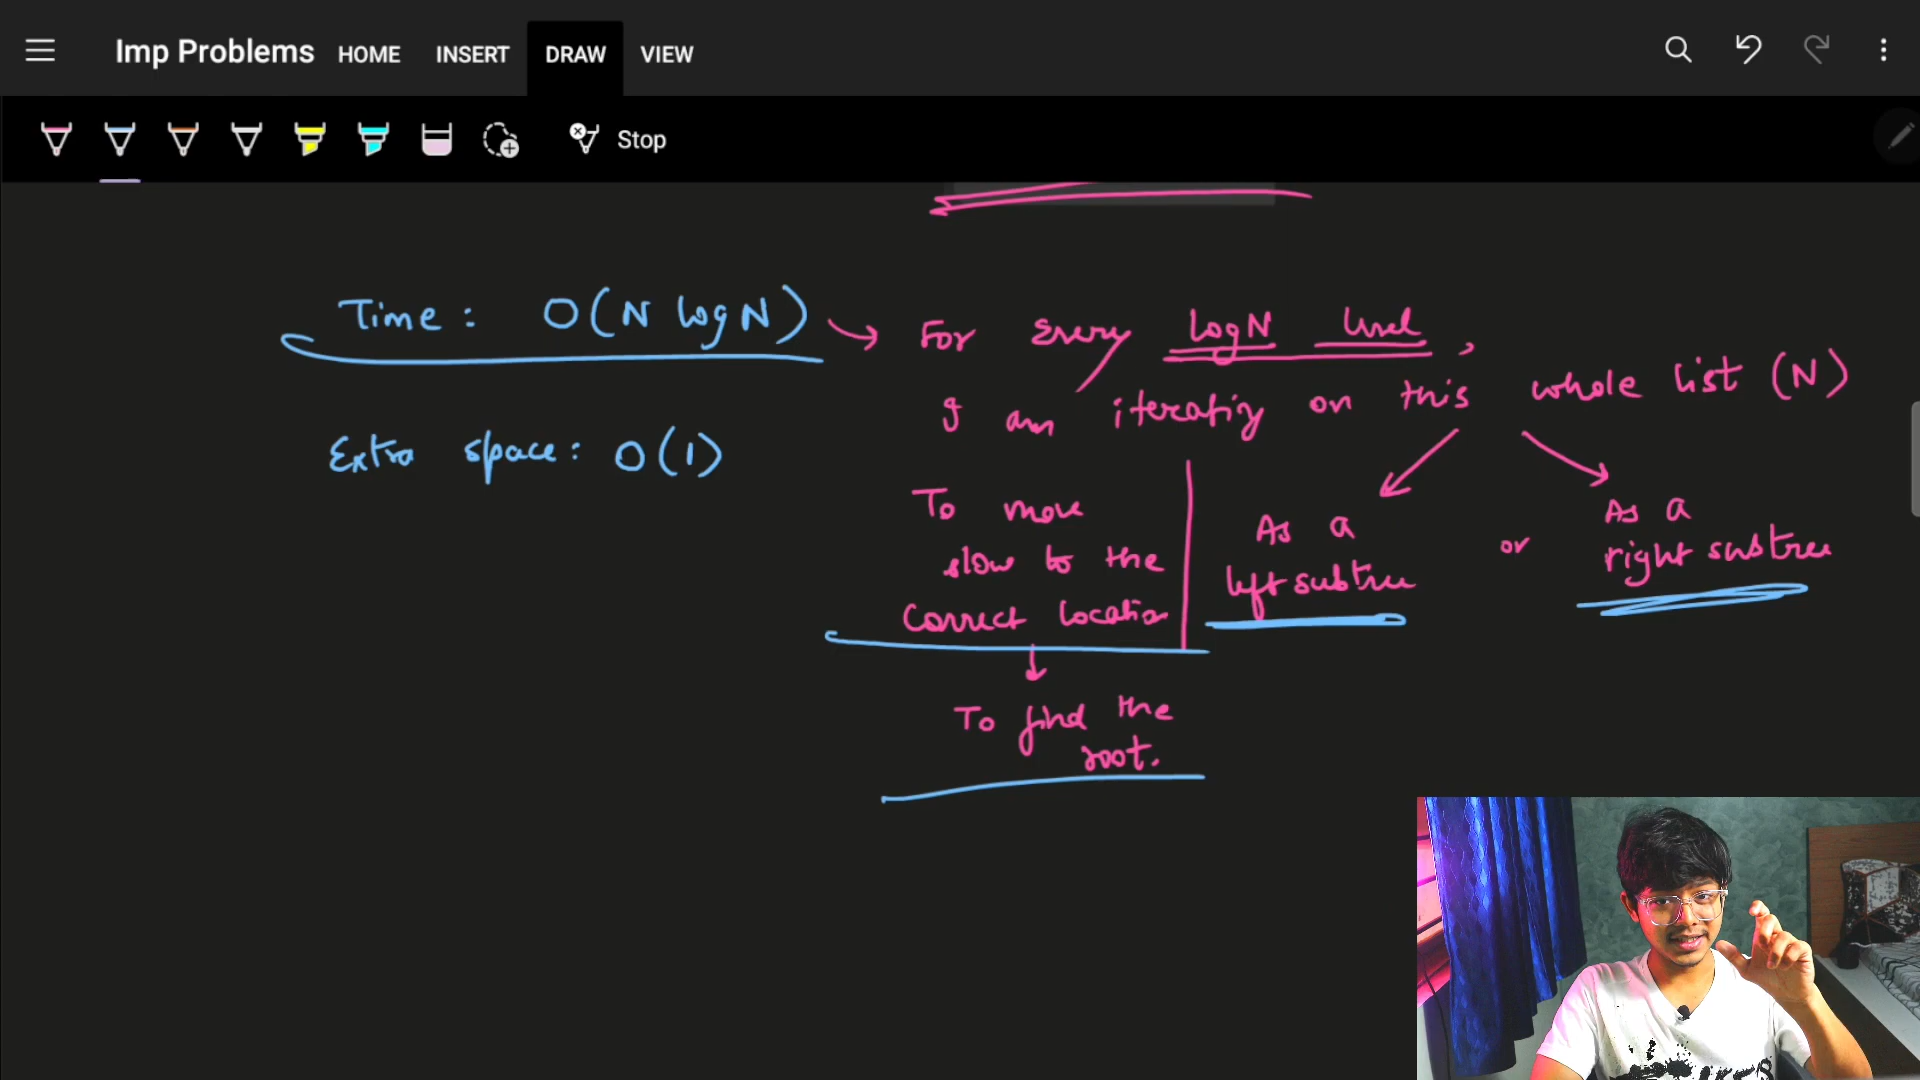 Imp Problems HOME INSERT DRAW VIEW
Stop
Time: O(N logN) → For Every logN level,
I am iterating on this whole list (N)
Extra space: O(1)
To move
slow to the
Correct location
As a
left subtree
or
As a
right subtree
To find the
root.